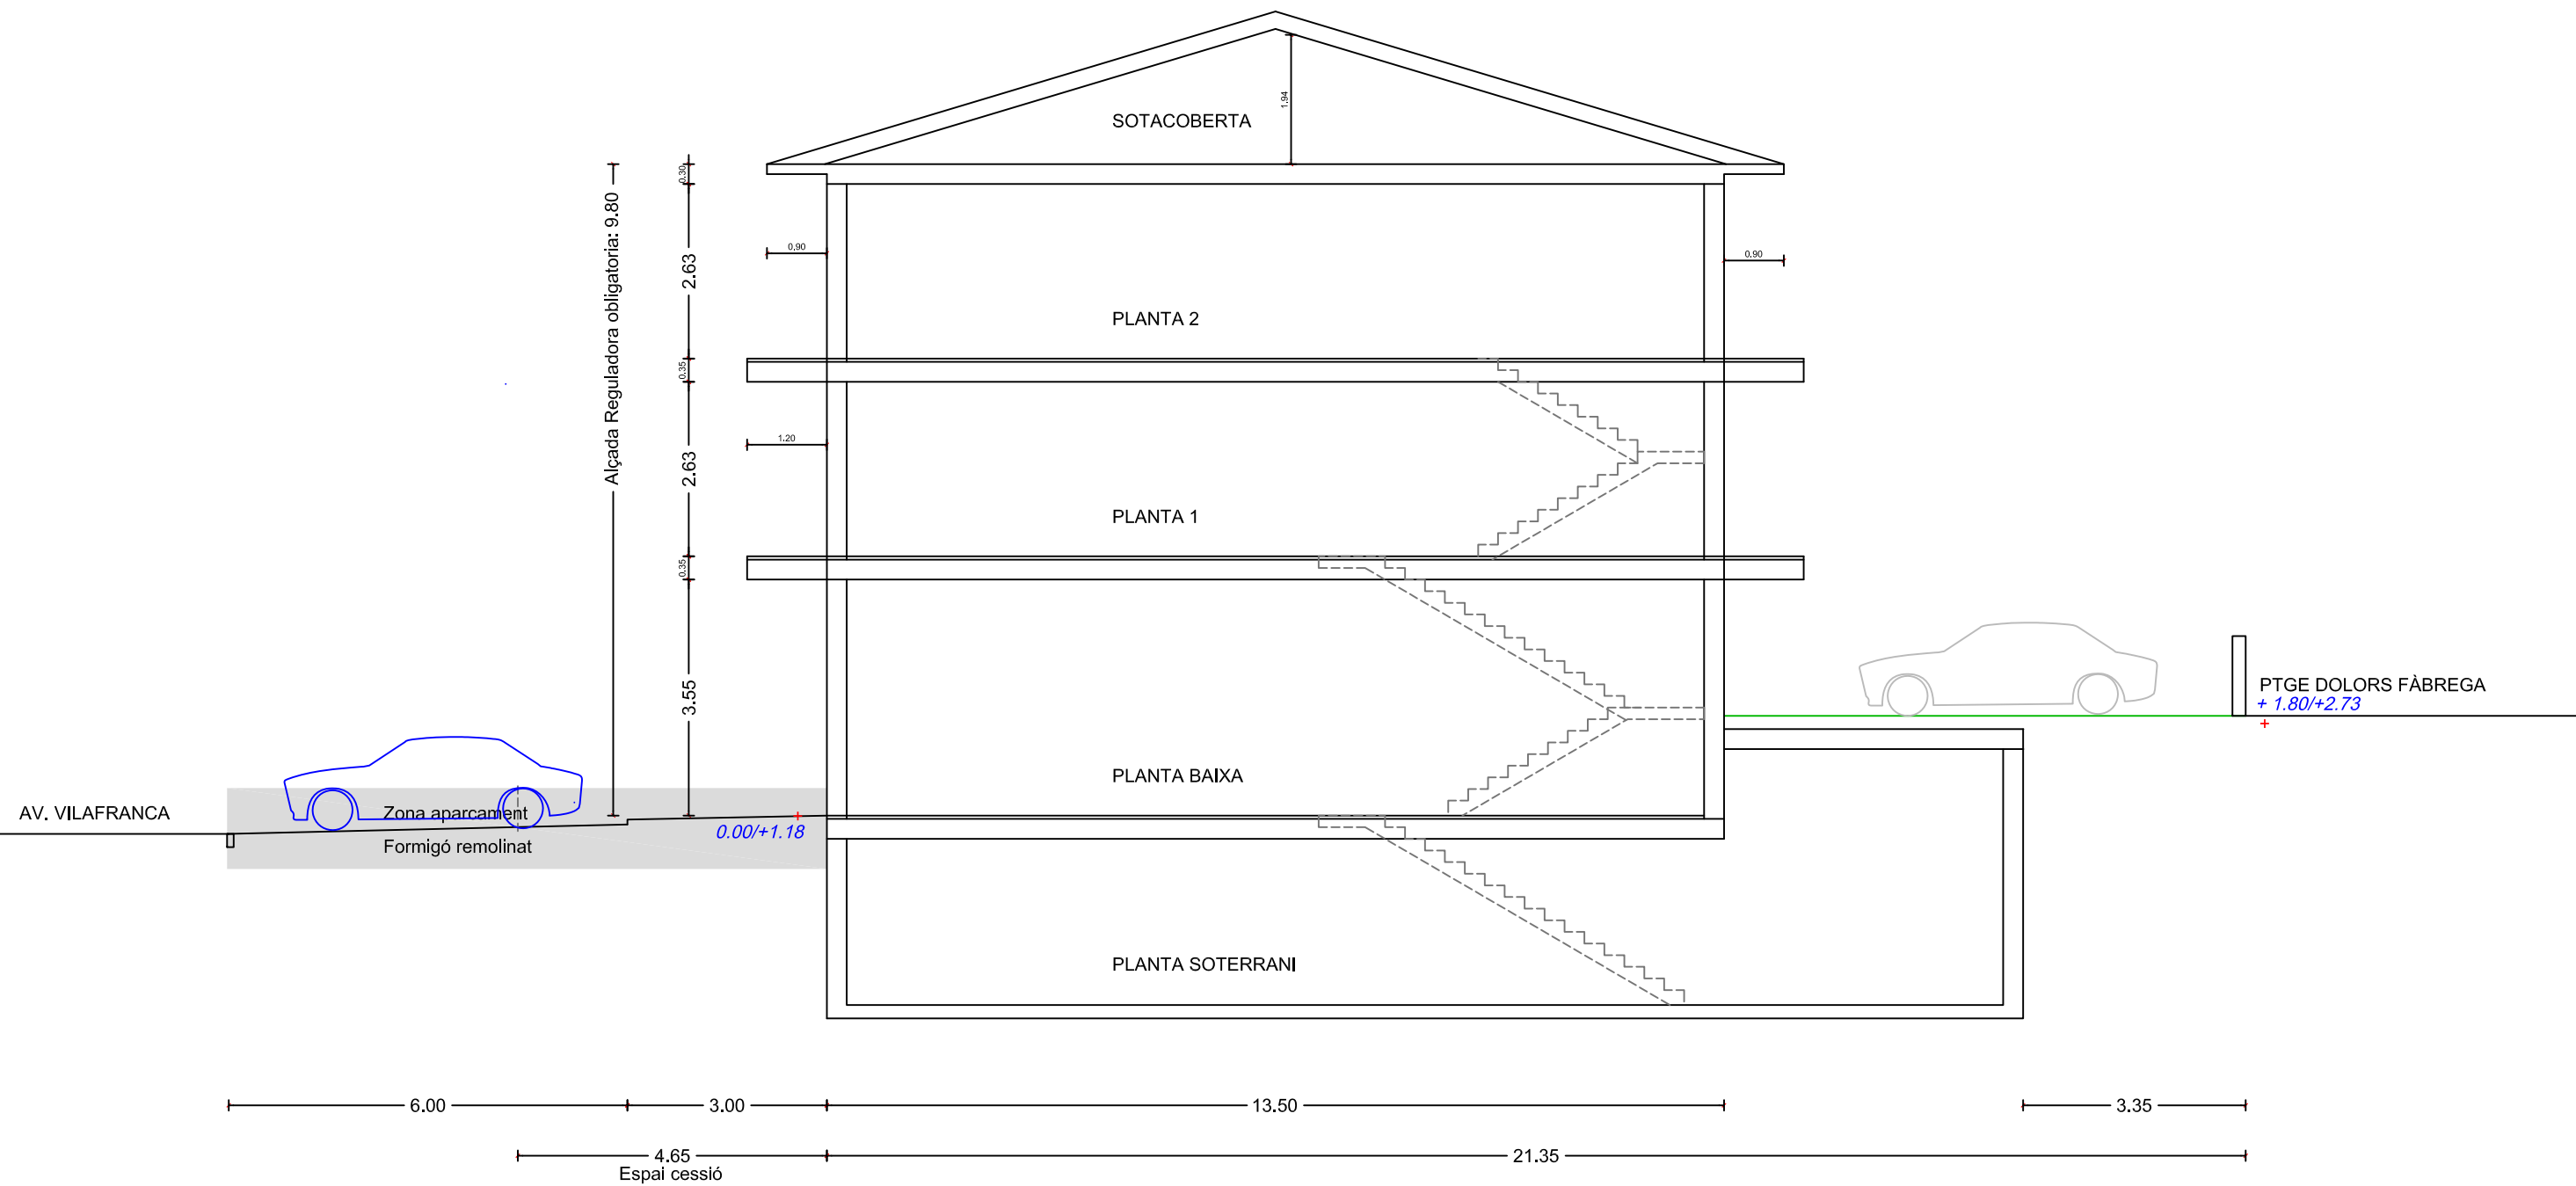 1.94
SOTACOBERTA
0.30
Alçada Reguladora obligatoria: 9.80
2.63
0.90
0.90
PLANTA 2
0.35
1.20
2.63
PLANTA 1
0.35
3.55
PTGE DOLORS FÀBREGA
+ 1.80/+2.73
PLANTA BAIXA
AV. VILAFRANCA
Zona aparcament
0.00/+1.18
Formigó remolinat
PLANTA SOTERRANI
6.00
3.00
13.50
3.35
4.65
21.35
Espai cessió